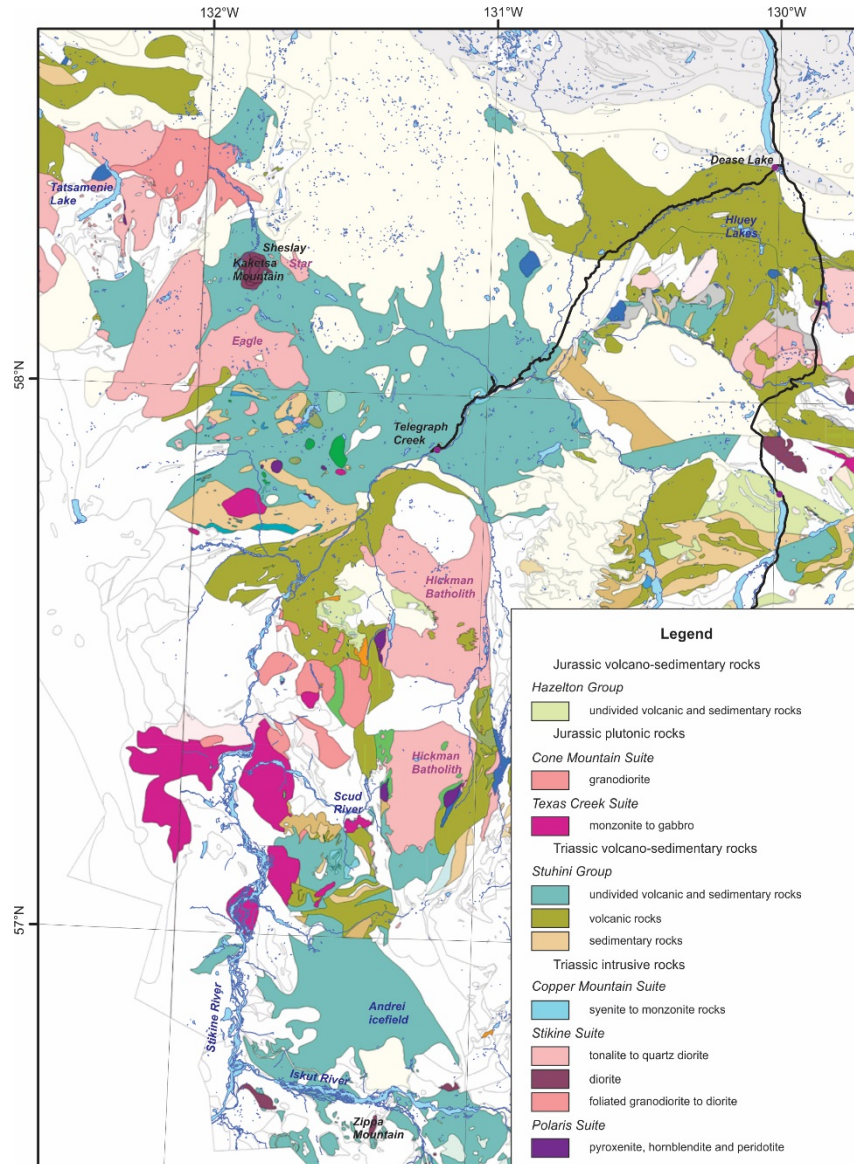 132°W
131°W
130°W
Dease Lake
Tatsamenie
Lake
Hluey
Lakes
Sheslay
Kaketsa
Mountain
Star
Eagle
58°N
Telegraph
Creek
Hickman
Batholith
Hickman
Batholith
Scud
River
57°N
Stikine River
Andrei
icefield
Iskut River
Zippa
Mountain
Legend
Jurassic volcano-sedimentary rocks
Hazelton Group
undivided volcanic and sedimentary rocks
Jurassic plutonic rocks
Cone Mountain Suite
granodiorite
Texas Creek Suite
monzonite to gabbro
Triassic volcano-sedimentary rocks
Stuhini Group
undivided volcanic and sedimentary rocks
volcanic rocks
sedimentary rocks
Triassic intrusive rocks
Copper Mountain Suite
syenite to monzonite rocks
Stikine Suite
tonalite to quartz diorite
diorite
foliated granodiorite to diorite
Polaris Suite
pyroxenite, hornblendite and peridotite